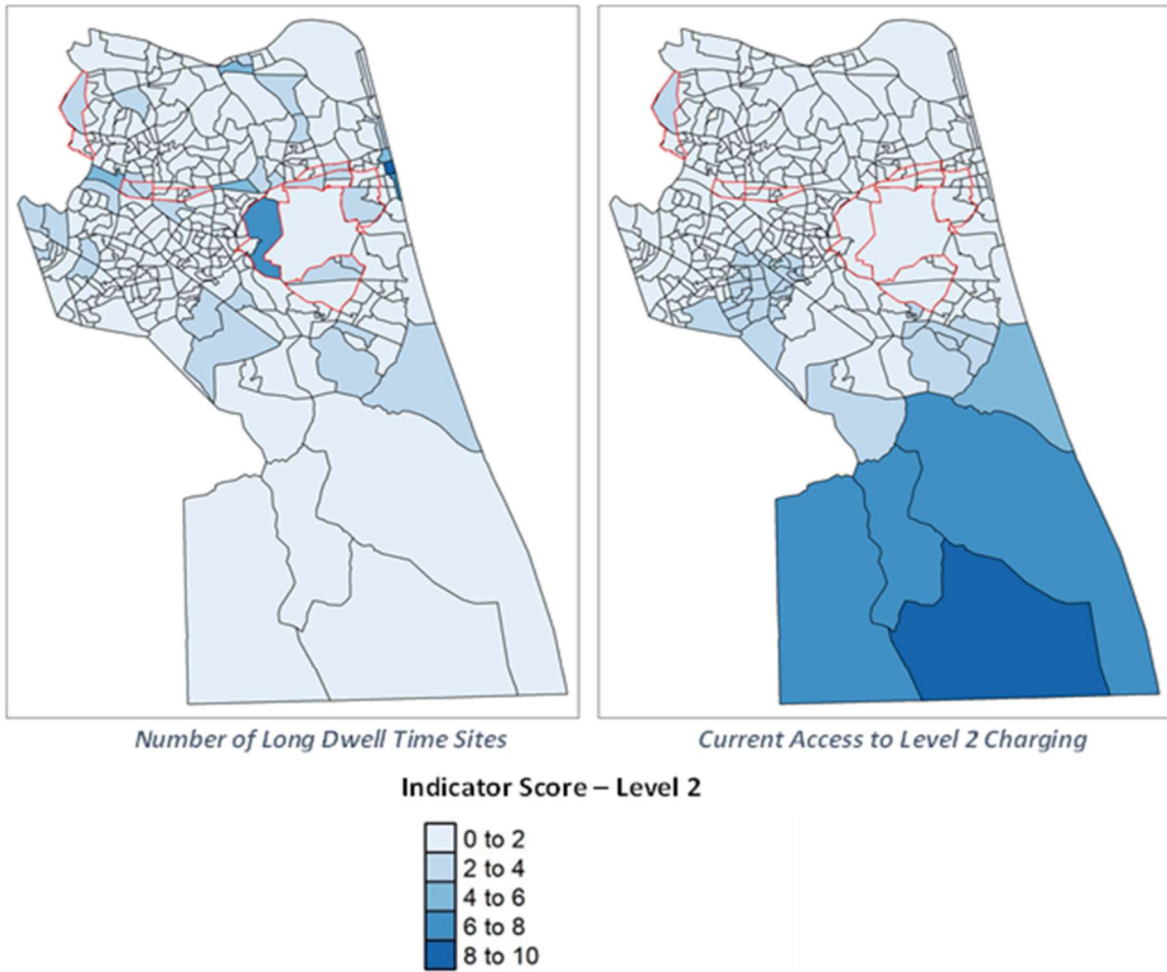 Number of Long Dwell Time Sites
Current Access to Level 2 Charging
Indicator Score – Level 2
0 to 2
2 to 4
4 to 6
6 to 8
8 to 10